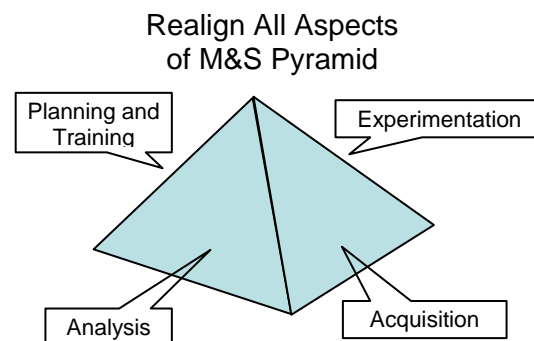 Realign All Aspects
of M&S Pyramid
Planning and
Training
Experimentation
Analysis
Acquisition